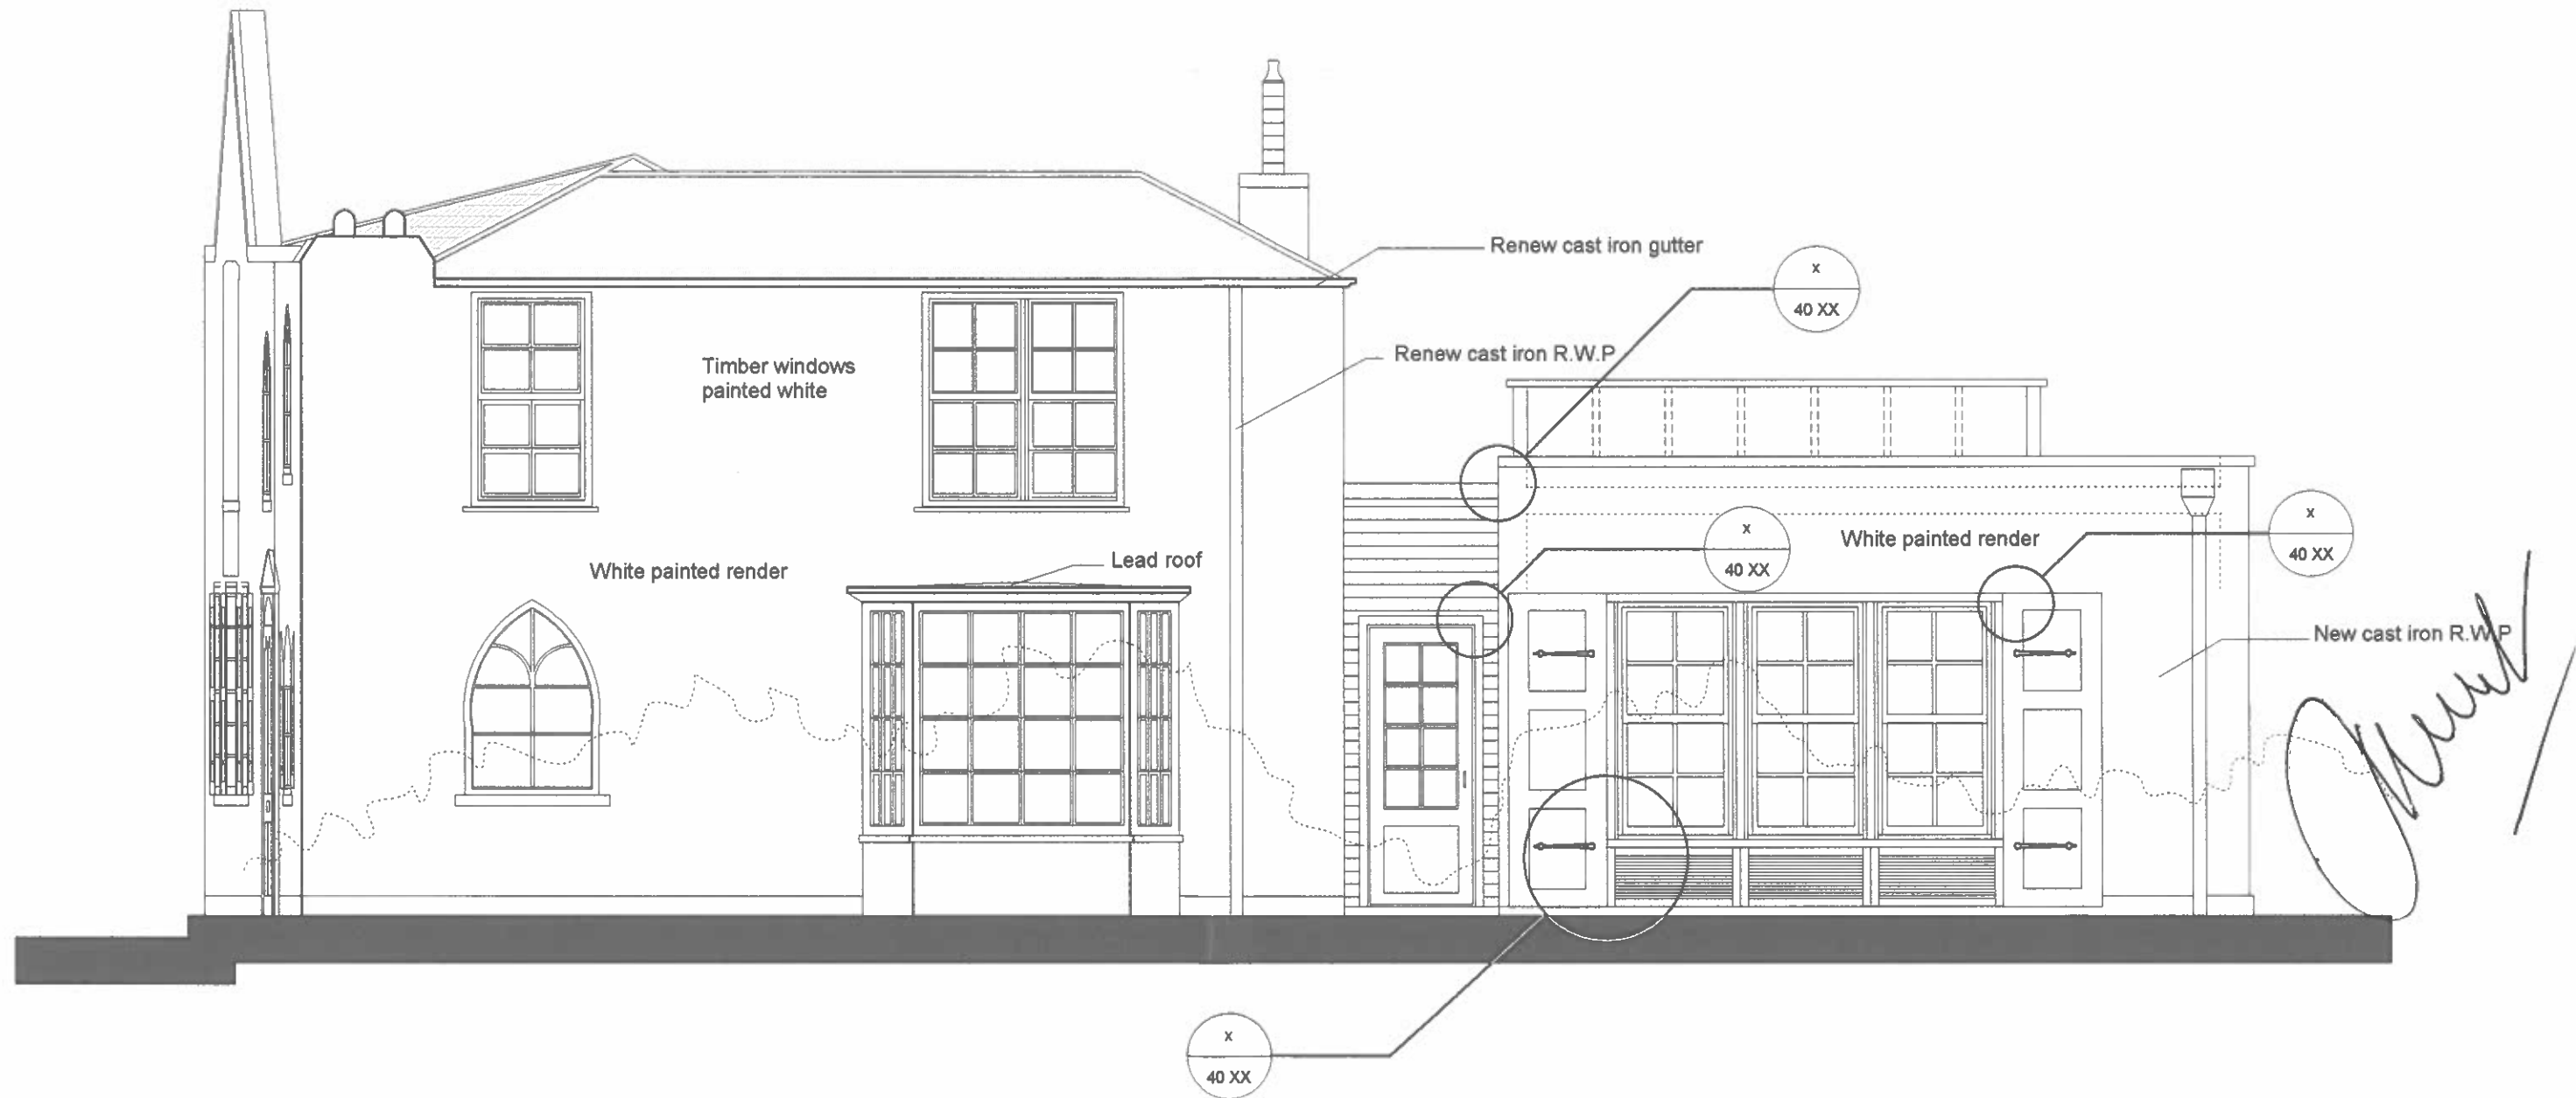 Renew cast iron gutter
x
40 XX
Renew cast iron R.W.P
Timber windows
painted white
x
40 XX
White painted render
x
40 XX
Lead roof
White painted render
New cast iron R.W.P
x
40 XX